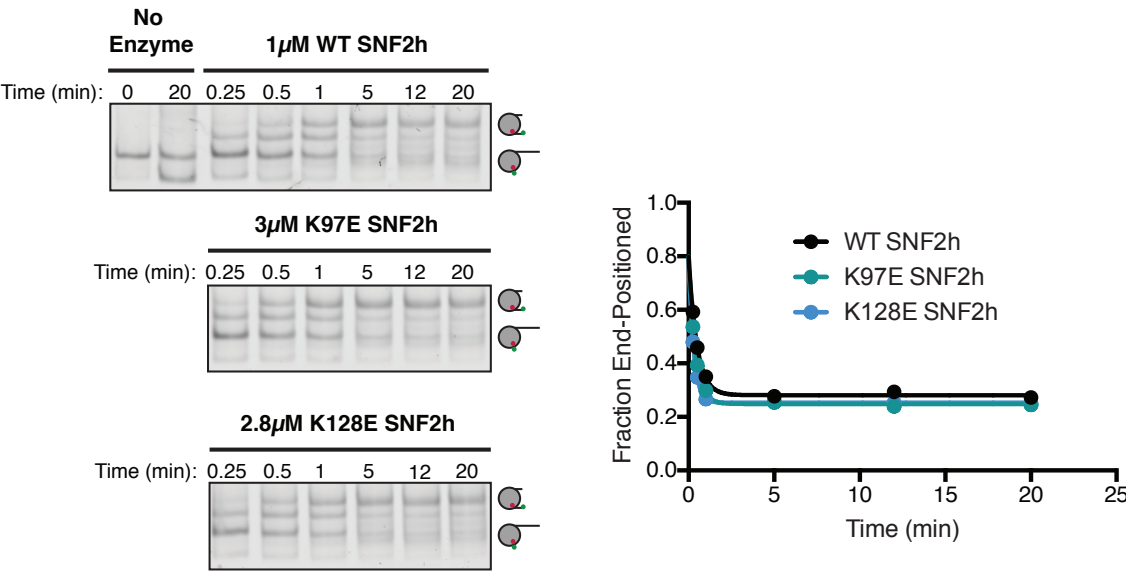 No
Enzyme
1µM WT SNF2h
Time (min): 0 20 0.25 0.5 1 5 12 20
3µM K97E SNF2h
Time (min): 0.25 0.5 1 5 12 20
2.8µM K128E SNF2h
Time (min): 0.25 0.5 1 5 12 20
Fraction End-Positioned
1.0
0.8
0.6
0.4
0.2
0.0
WT SNF2h
K97E SNF2h
K128E SNF2h
0 5 10 15 20 25
Time (min)